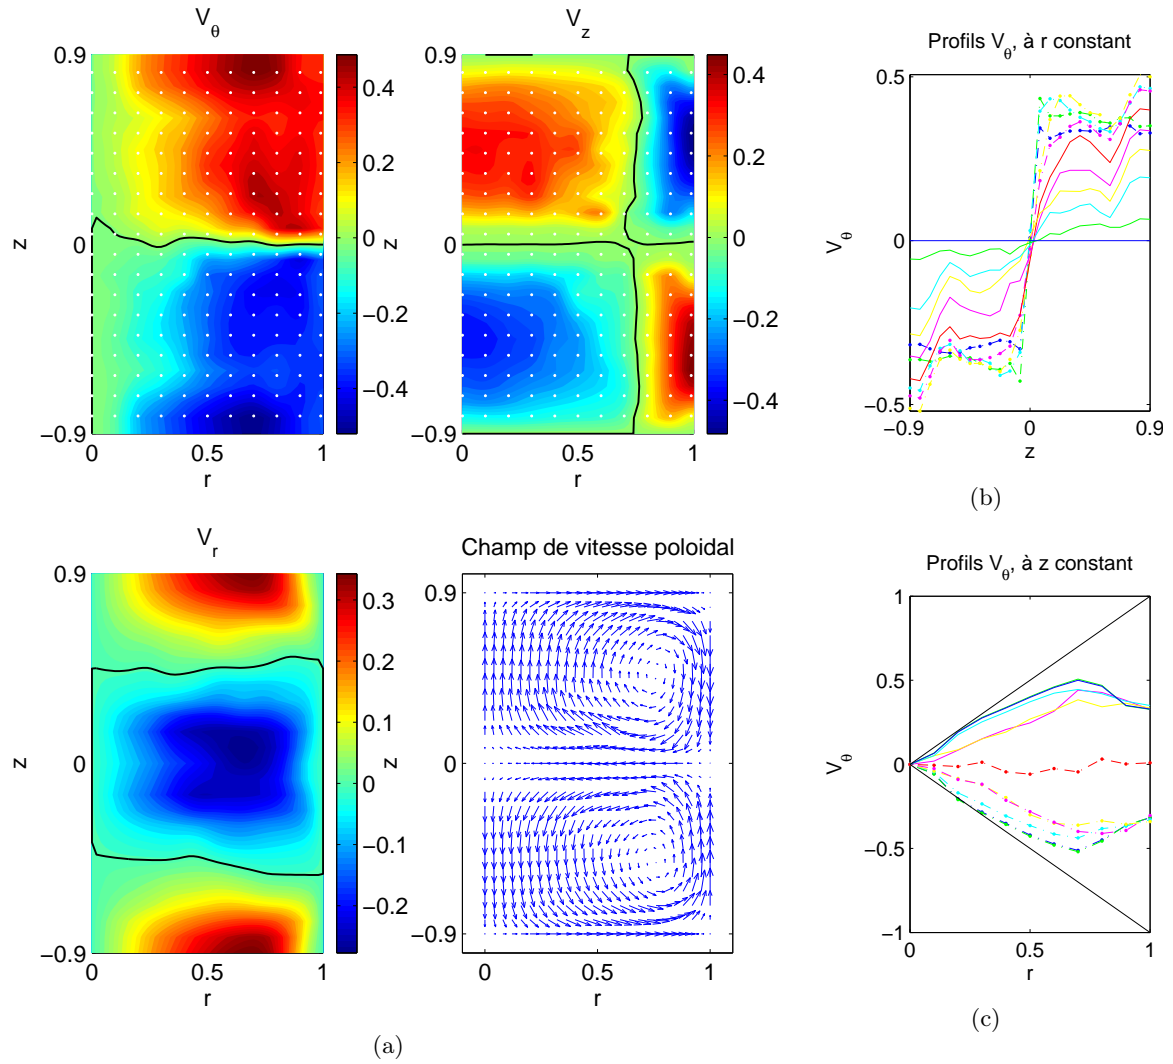 V_θ
0.9
0
−0.9
z
0
0.5
1
r
0.4
0.2
0
−0.2
−0.4
V_z
z
0
0.5
1
r
0.4
0.2
0
−0.2
−0.4
Profils V_θ, à r constant
0.5
0
−0.5
V_θ
−0.9
0
0.9
z
(b)
V_r
0.9
0
−0.9
z
0
0.5
1
r
0.3
0.2
0.1
0
−0.1
−0.2
Champ de vitesse poloidal
0.9
0
−0.9
z
0
0.5
1
r
(a)
Profils V_θ, à z constant
1
0.5
0
−0.5
−1
V_θ
0
0.5
1
r
(c)